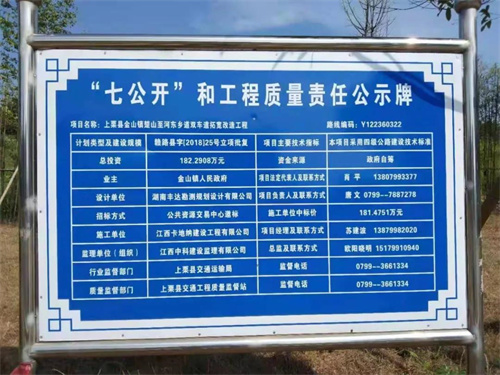 “七公开”和工程质量责任公示牌
项目名称：上栗县金山镇楚山至河东乡道双车道拓宽改造工程 路线编码：Y122360322
计划类型及建设规模 赣路县字[2018]25号立项批复 项目主要技术指标 本项目采用四级公路建设技术标准
总投资 182.2908万元 资金来源 政府自筹
业主 金山镇人民政府 项目法定代表人及联系方式 肖平 13807993377
设计单位 湖南丰达勘测规划设计有限公司 项目负责人及联系方式 唐文 0799--7887278
招标方式 公共资源交易中心邀标 施工单位中标价 181.4751万元
施工单位 江西卡地纳建设工程有限公司 项目经理及联系方式 苏建波 13879982020
监理单位（组织） 江西中科建设监理有限公司 总监及联系方式 欧阳晓明 15179910940
行业监督部门 上栗县交通运输局 监督电话 0799--3661334
质量监督部门 上栗县交通工程质量监督站 监督电话 0799--3661334